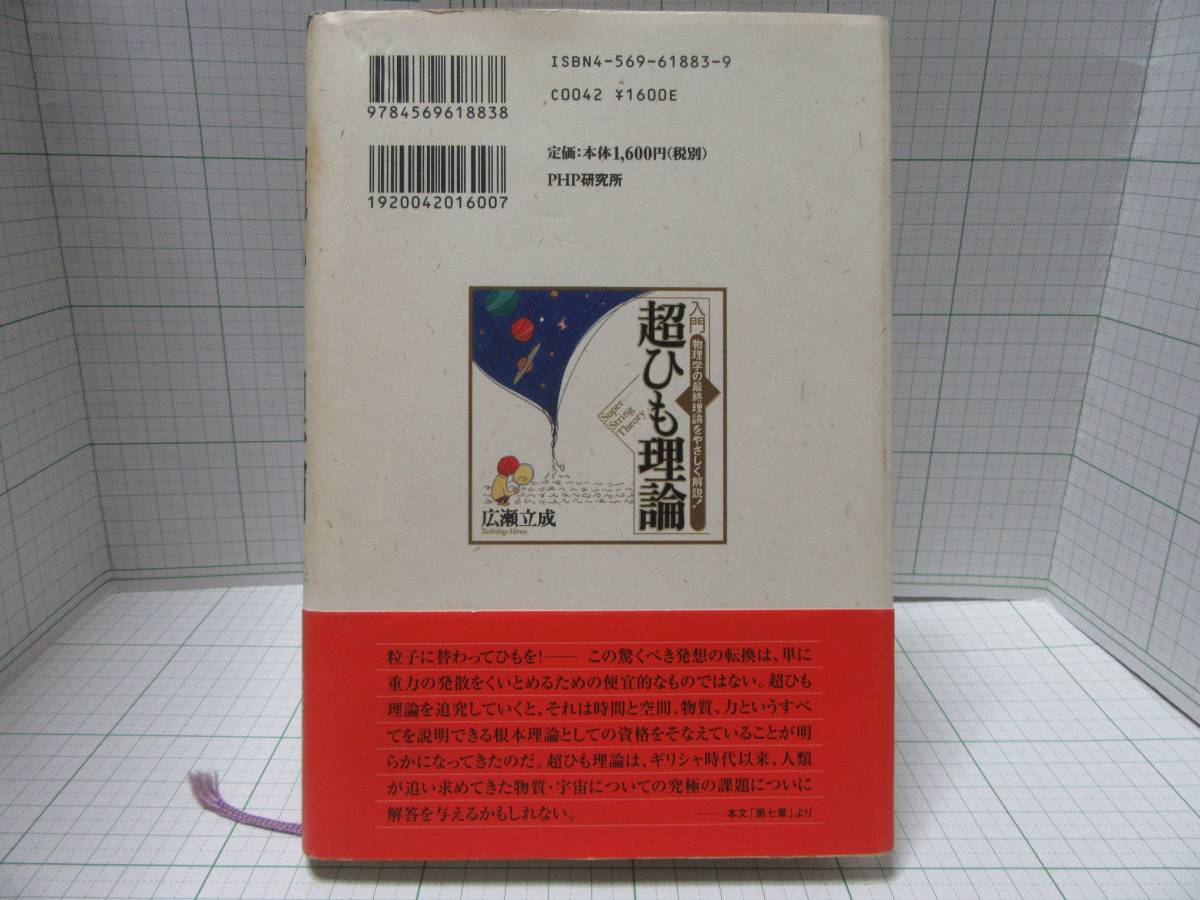 ISBN4-569-61883-9
9784569618838
C0042 ¥1600E
定価:本体1,600円(税別)
1920042016007
PHP研究所
入門
物理学の最終理論をやさしく解説!
超ひも理論
Super
String
Theory
広瀬立成
Tachishige Hirose
粒子に替わってひもを!―― この驚くべき発想の転換は、単に
重力の発散をくいとめるための便宜的なものではない。超ひも
理論を追究していくと、それは時間と空間、物質、力というすべ
てを説明できる根本理論としての資格をそなえていることが明
らかになってきたのだ。超ひも理論は、ギリシャ時代以来、人類
が追い求めてきた物質・宇宙についての究極の課題についに
解答を与えるかもしれない。
――本文「第七章」より